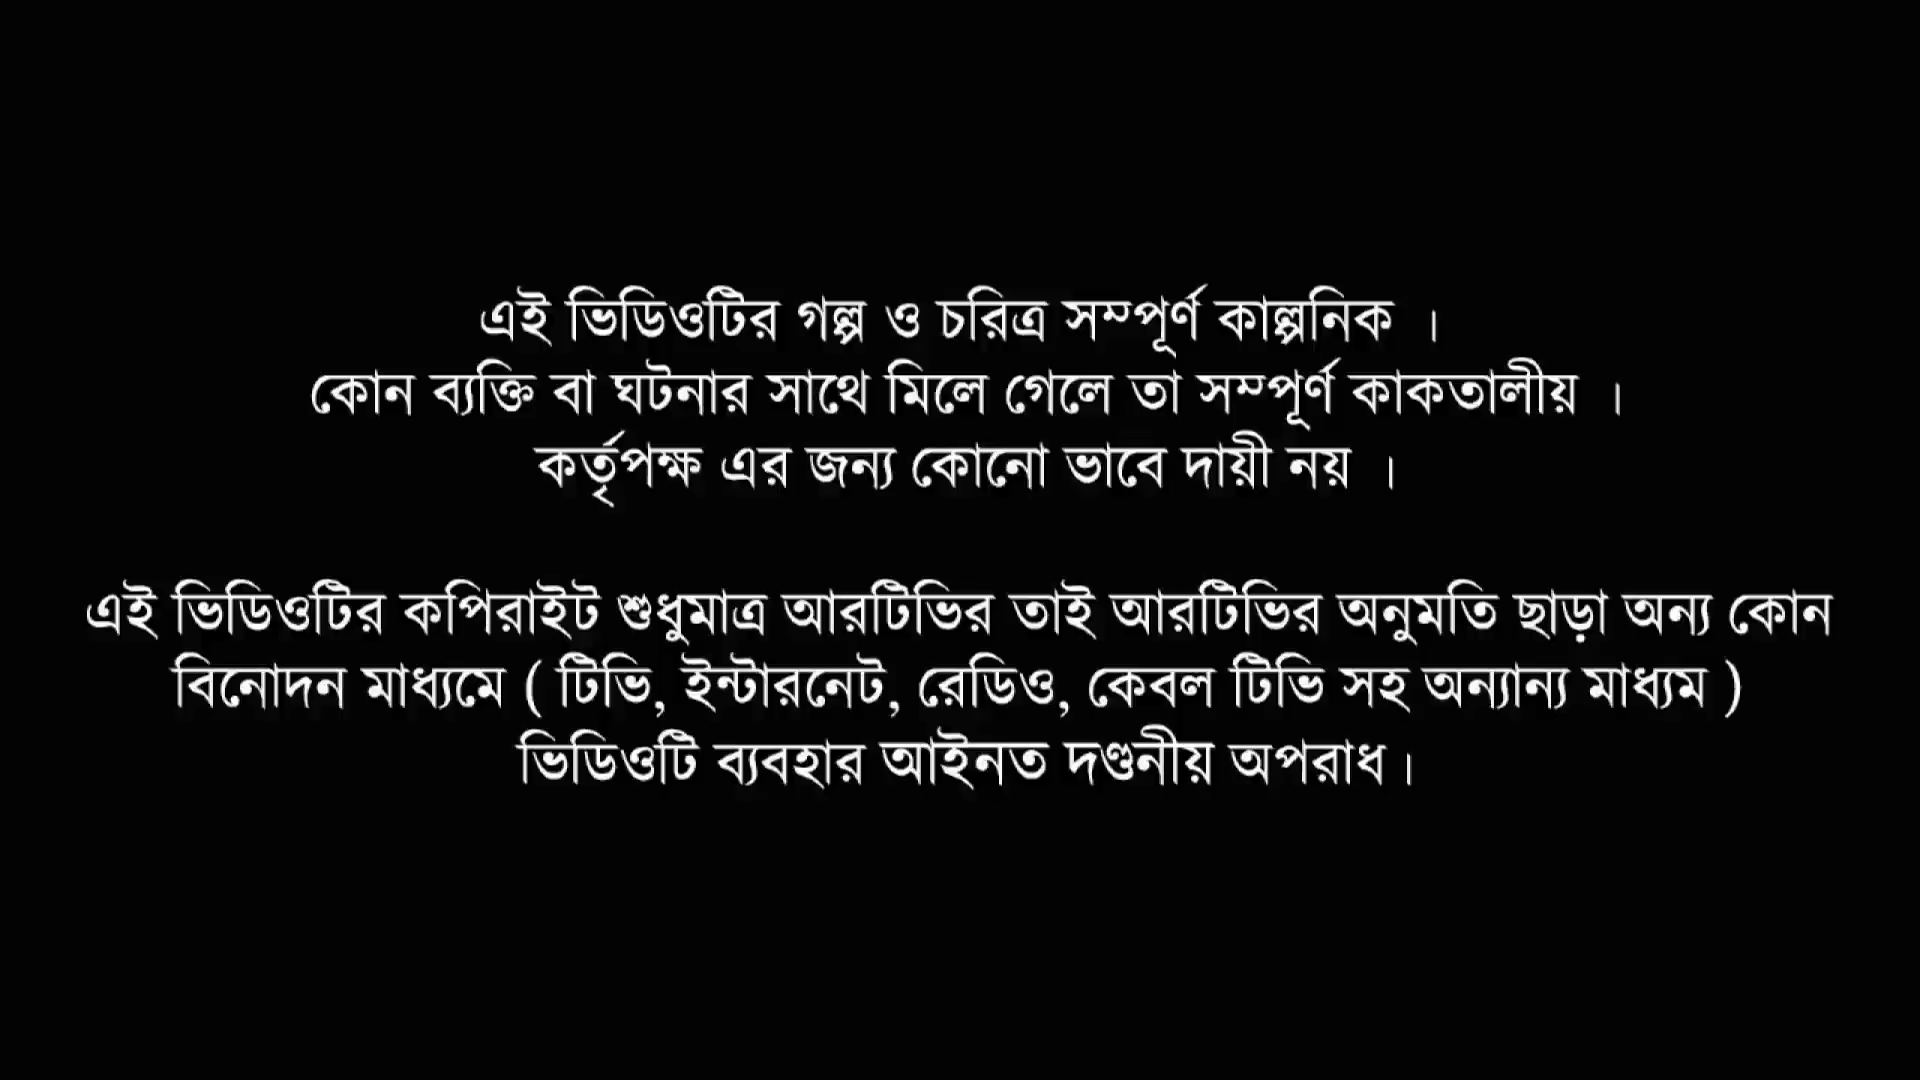 এই ভিডিওটির গল্প ও চরিত্র সম্পূর্ণ কাল্পনিক ।
কোন ব্যক্তি বা ঘটনার সাথে মিলে গেলে তা সম্পূর্ণ কাকতালীয় ।
কর্তৃপক্ষ এর জন্য কোনো ভাবে দায়ী নয় ।
এই ভিডিওটির কপিরাইট শুধুমাত্র আরটিভির তাই আরটিভির অনুমতি ছাড়া অন্য কোন
বিনোদন মাধ্যমে ( টিভি, ইন্টারনেট, রেডিও, কেবল টিভি সহ অন্যান্য মাধ্যম )
ভিডিওটি ব্যবহার আইনত দণ্ডনীয় অপরাধ।